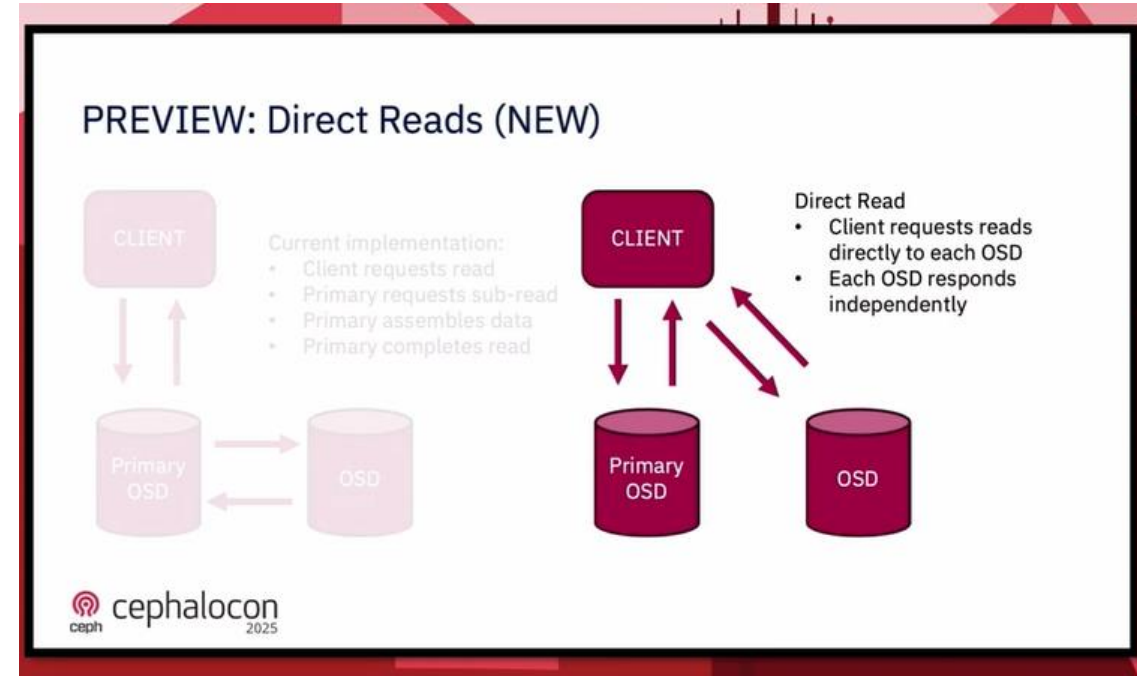 PREVIEW: Direct Reads (NEW)
CLIENT
Current implementation:
• Client requests read
• Primary requests sub-read
• Primary assembles data
• Primary completes read
Primary
OSD
OSD
CLIENT
Direct Read
• Client requests reads
directly to each OSD
• Each OSD responds
independently
Primary
OSD
OSD
ceph
cephalocon
2025